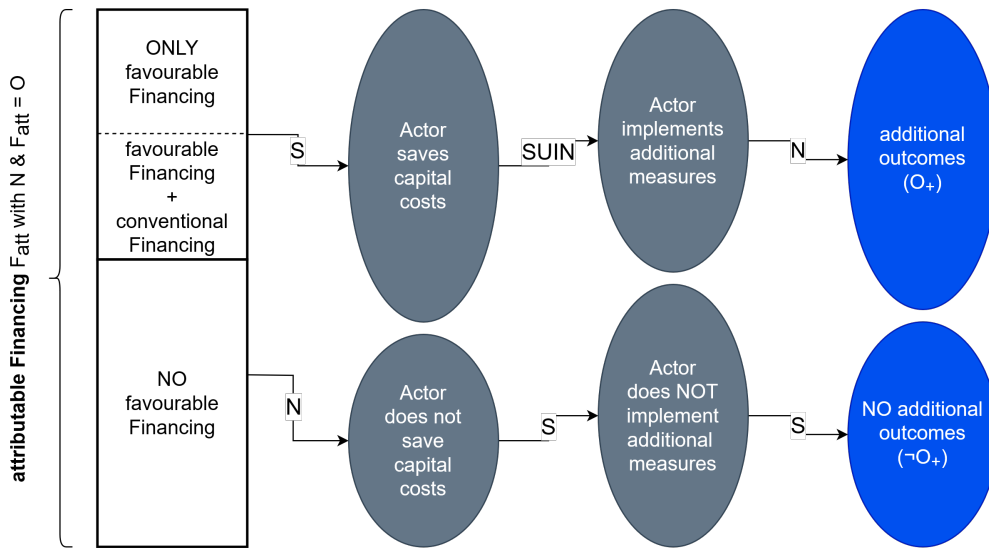 attributable Financing Fatt with N & Fatt = O
ONLY
favourable
Financing
favourable
Financing
+
conventional
Financing
S
Actor
saves
capital
costs
SUIN
Actor
implements
additional
measures
N
additional
outcomes
(O₊)
NO
favourable
Financing
N
Actor
does not
save
capital
costs
S
Actor
does NOT
implement
additional
measures
S
NO additional
outcomes
(¬O₊)